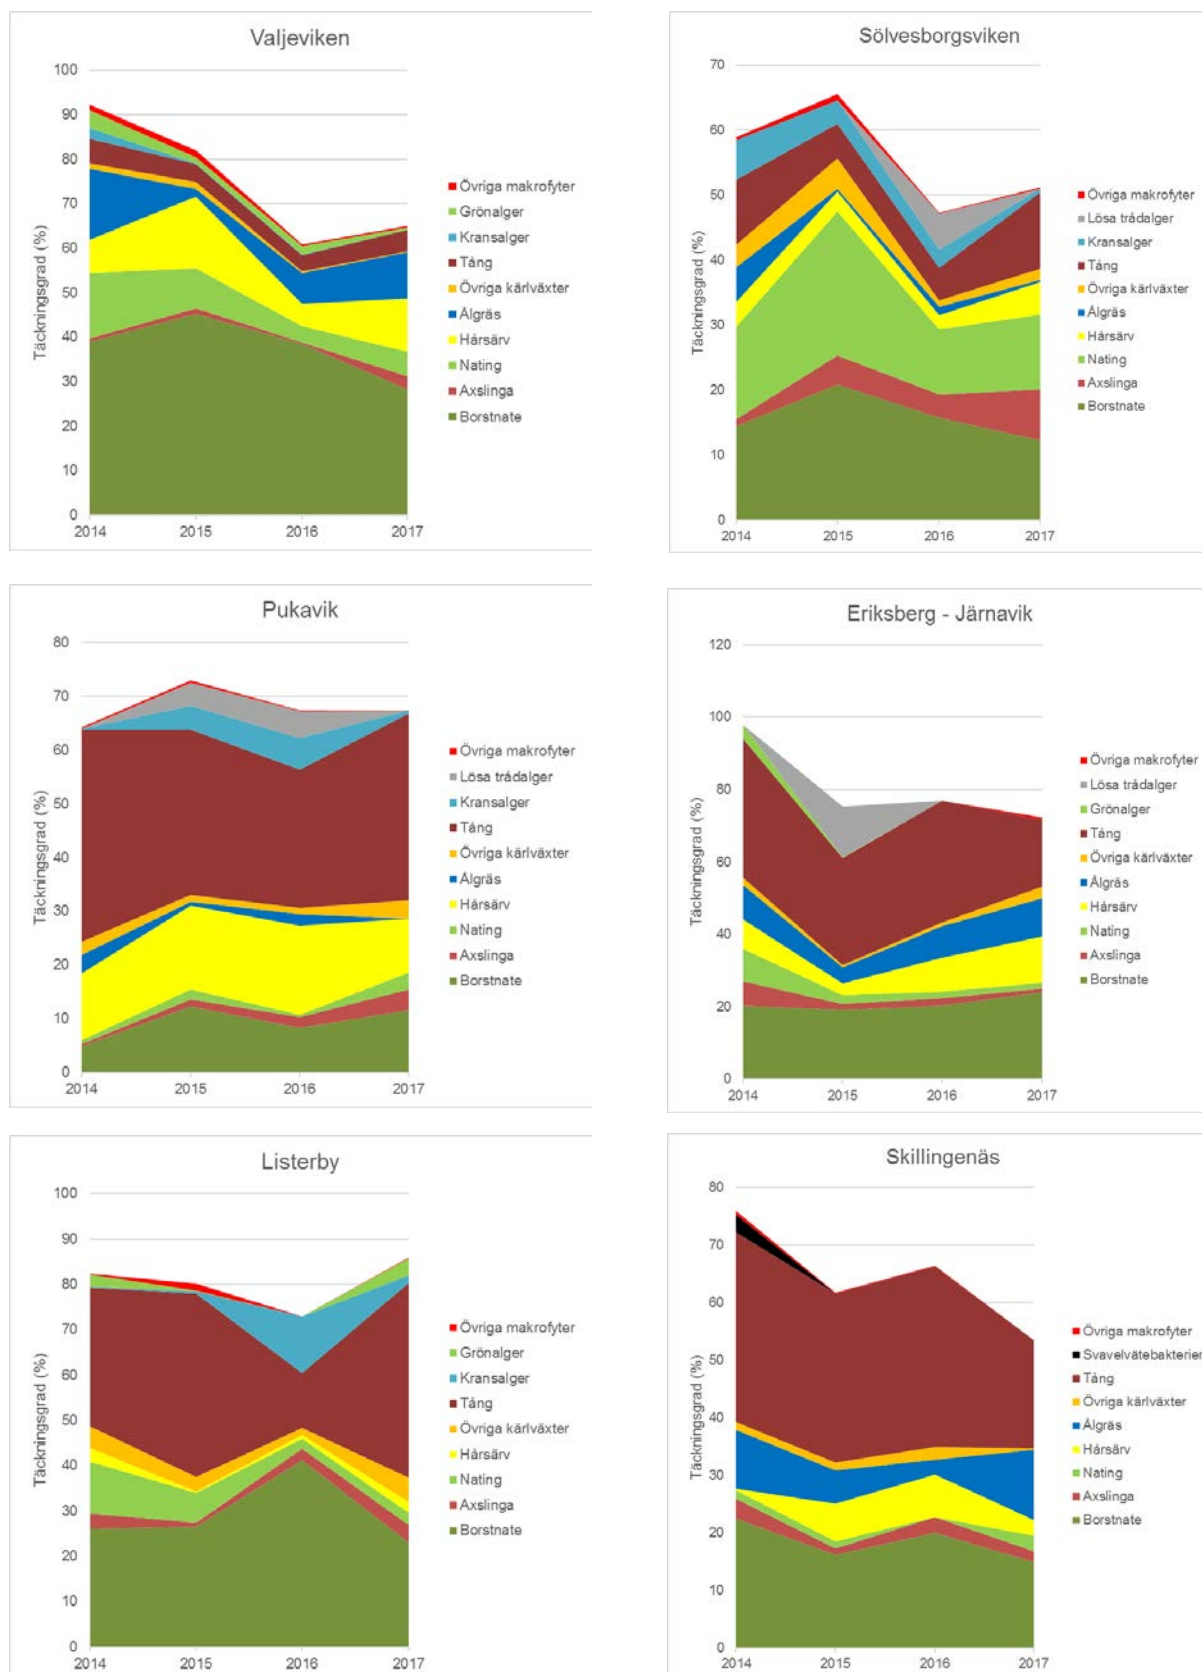 Valjeviken
Täckningsgrad (%)
100
90
80
70
60
50
40
30
20
10
0
2014 2015 2016 2017
Övriga makrofyter
Grönalger
Kransalger
Tång
Övriga kärlväxter
Ålgräs
Hårsärv
Nating
Axslinga
Borstnate
Sölvesborgsviken
Täckningsgrad (%)
70
60
50
40
30
20
10
0
2014 2015 2016 2017
Övriga makrofyter
Lösa trådalger
Kransalger
Tång
Övriga kärlväxter
Ålgräs
Hårsärv
Nating
Axslinga
Borstnate
Pukavik
Täckningsgrad (%)
80
70
60
50
40
30
20
10
0
2014 2015 2016 2017
Övriga makrofyter
Lösa trådalger
Kransalger
Tång
Övriga kärlväxter
Ålgräs
Hårsärv
Nating
Axslinga
Borstnate
Eriksberg - Järnavik
Täckningsgrad (%)
120
100
80
60
40
20
0
2014 2015 2016 2017
Övriga makrofyter
Lösa trådalger
Grönalger
Tång
Övriga kärlväxter
Ålgräs
Hårsärv
Nating
Axslinga
Borstnate
Listerby
Täckningsgrad (%)
100
90
80
70
60
50
40
30
20
10
0
2014 2015 2016 2017
Övriga makrofyter
Grönalger
Kransalger
Tång
Övriga kärlväxter
Hårsärv
Nating
Axslinga
Borstnate
Skillingenäs
Täckningsgrad (%)
80
70
60
50
40
30
20
10
0
2014 2015 2016 2017
Övriga makrofyter
Svavelvätebakterier
Tång
Övriga kärlväxter
Ålgräs
Hårsärv
Nating
Axslinga
Borstnate